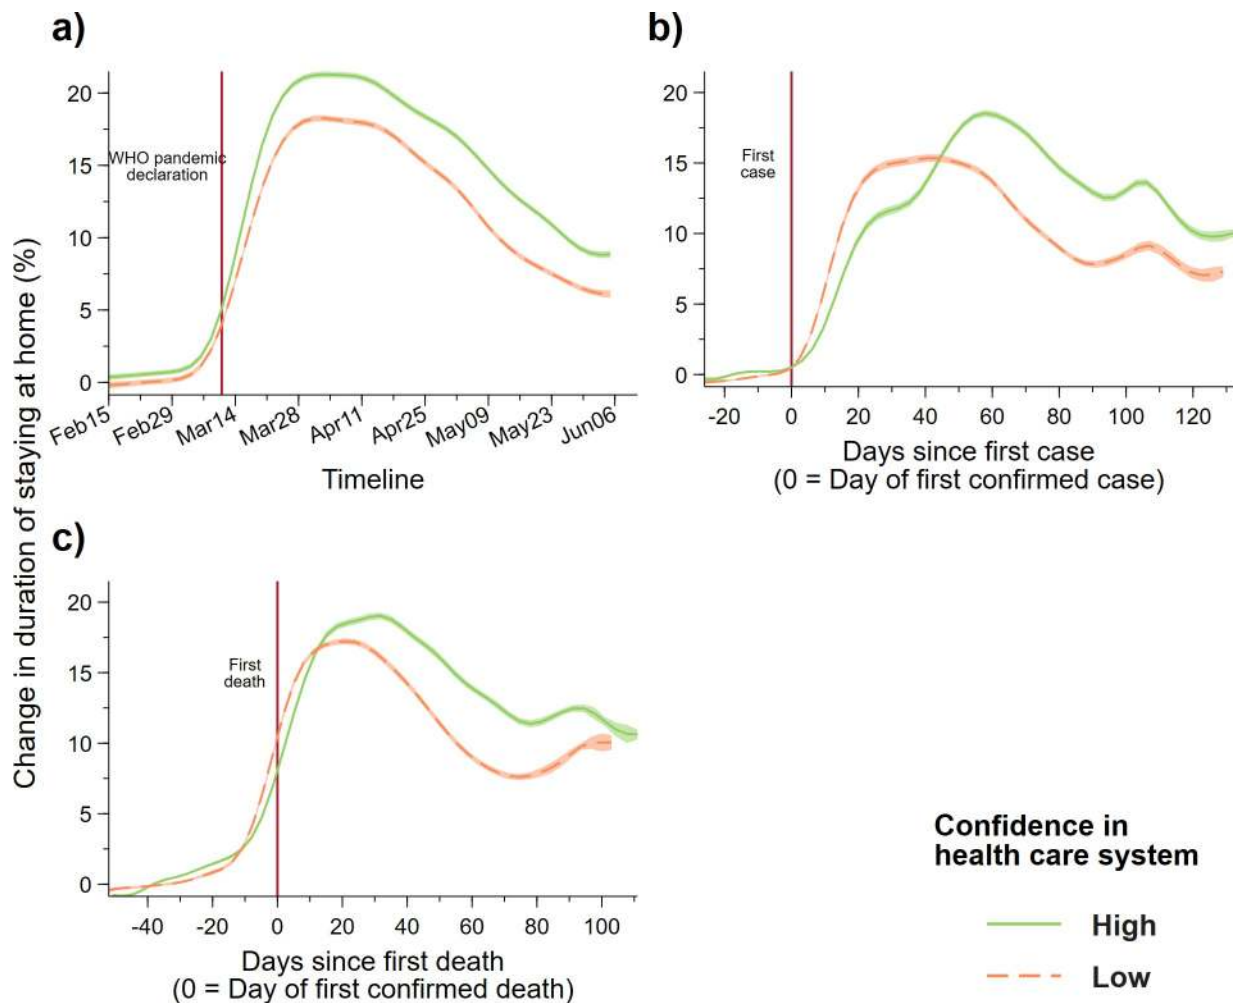 a)
Change in duration of staying at home (%)
20
15
10
5
0
WHO pandemic
declaration
Feb15
Feb29
Mar14
Mar28
Apr11
Apr25
May09
May23
Jun06
Timeline
b)
20
15
10
5
0
First
case
-20
0
20
40
60
80
100
120
Days since first case
(0 = Day of first confirmed case)
c)
20
15
10
5
0
First
death
-40
-20
0
20
40
60
80
100
Days since first death
(0 = Day of first confirmed death)
Confidence in
health care system
High
Low